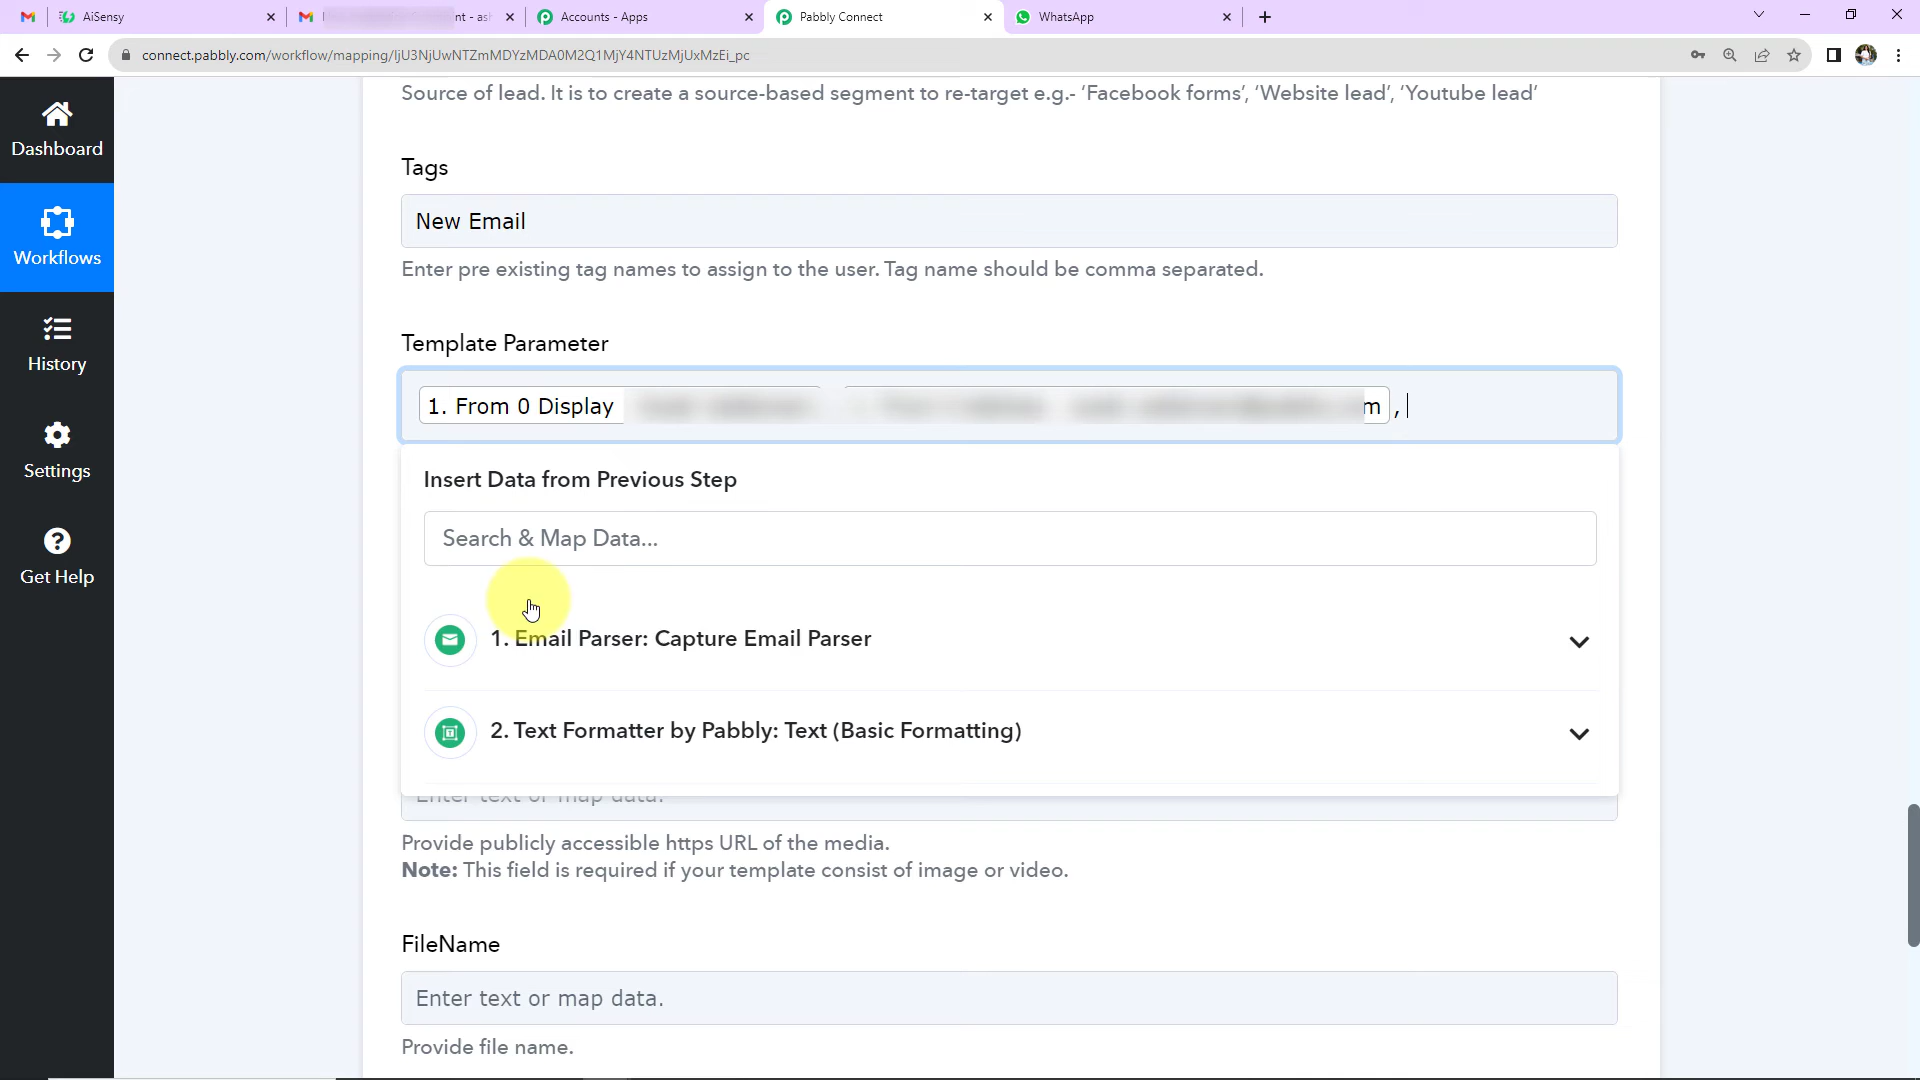 AiSensy
nt - ash
Accounts - Apps
Pabbly Connect
WhatsApp
connect.pabbly.com/workflow/mapping/IjU3NjUwNTZmMDYzMDA0M2Q1MjY4NTUzMjUxMzEi_pc
Source of lead. It is to create a source-based segment to re-target e.g.- ‘Facebook forms’, ‘Website lead’, ‘Youtube lead’
Dashboard
Workflows
History
Settings
Get Help
Tags
New Email
Enter pre existing tag names to assign to the user. Tag name should be comma separated.
Template Parameter
1. From 0 Display
m ,
Insert Data from Previous Step
Search & Map Data...
1. Email Parser: Capture Email Parser
2. Text Formatter by Pabbly: Text (Basic Formatting)
Enter text or map data.
Provide publicly accessible https URL of the media.
Note: This field is required if your template consist of image or video.
FileName
Enter text or map data.
Provide file name.